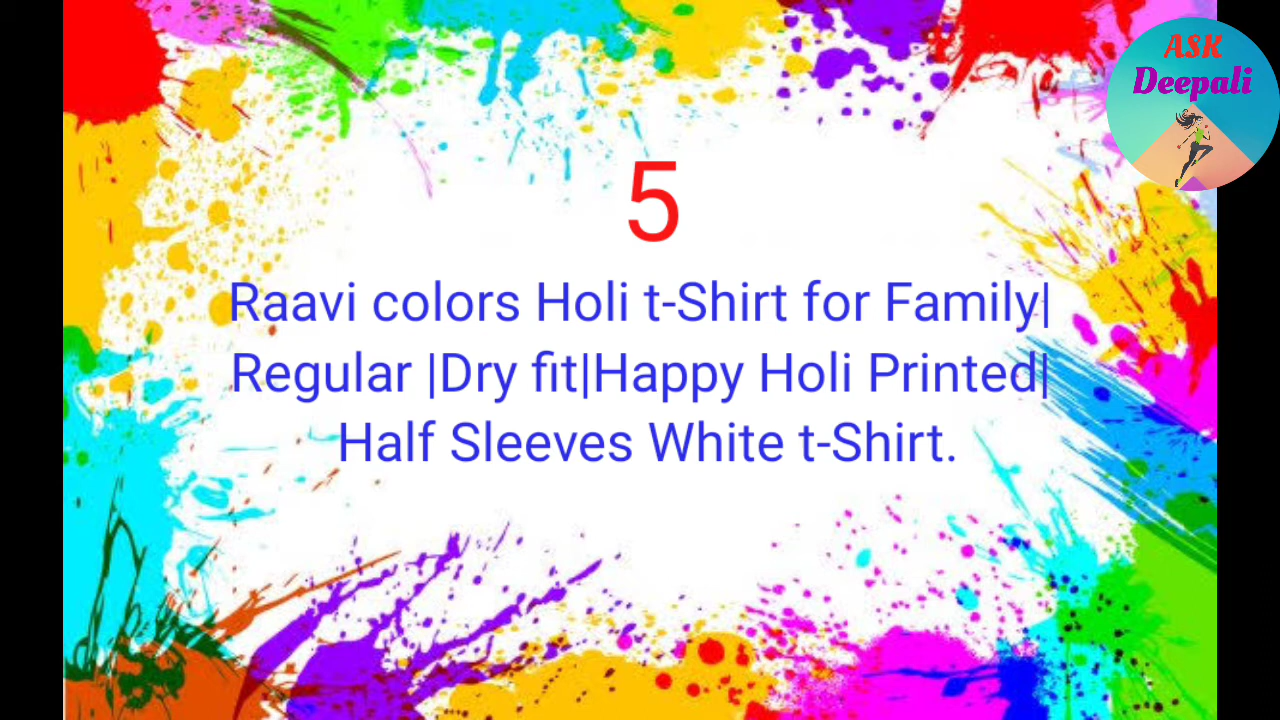 ASK
Deepali
5
Raavi colors Holi t-Shirt for Family|
Regular |Dry fit|Happy Holi Printed|
Half Sleeves White t-Shirt.